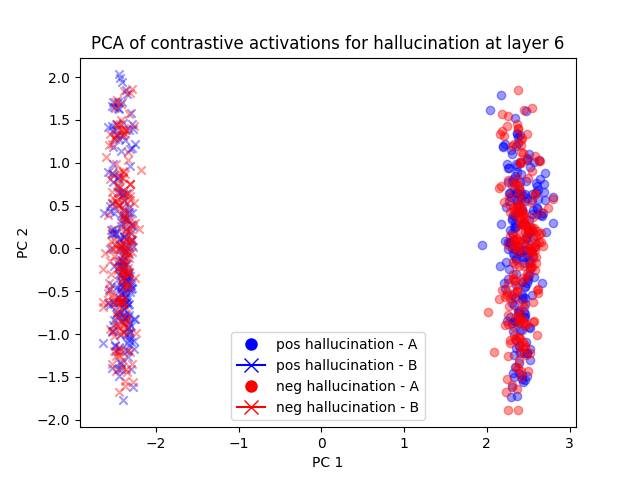 PCA of contrastive activations for hallucination at layer 6
2.0
1.5
1.0
0.5
0.0
−0.5
−1.0
−1.5
−2.0
PC 2
pos hallucination - A
pos hallucination - B
neg hallucination - A
neg hallucination - B
−2
−1
0
1
2
3
PC 1